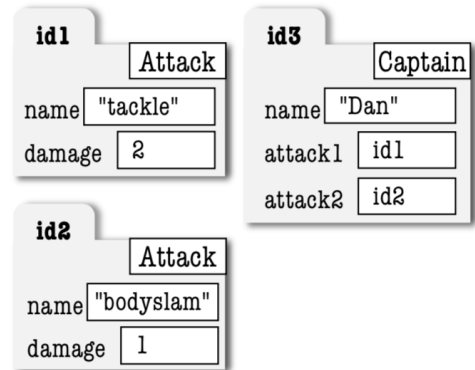 id1
Attack
name "tackle"
damage 2
id2
Attack
name "bodyslam"
damage 1
id3
Captain
name "Dan"
attack1 id1
attack2 id2